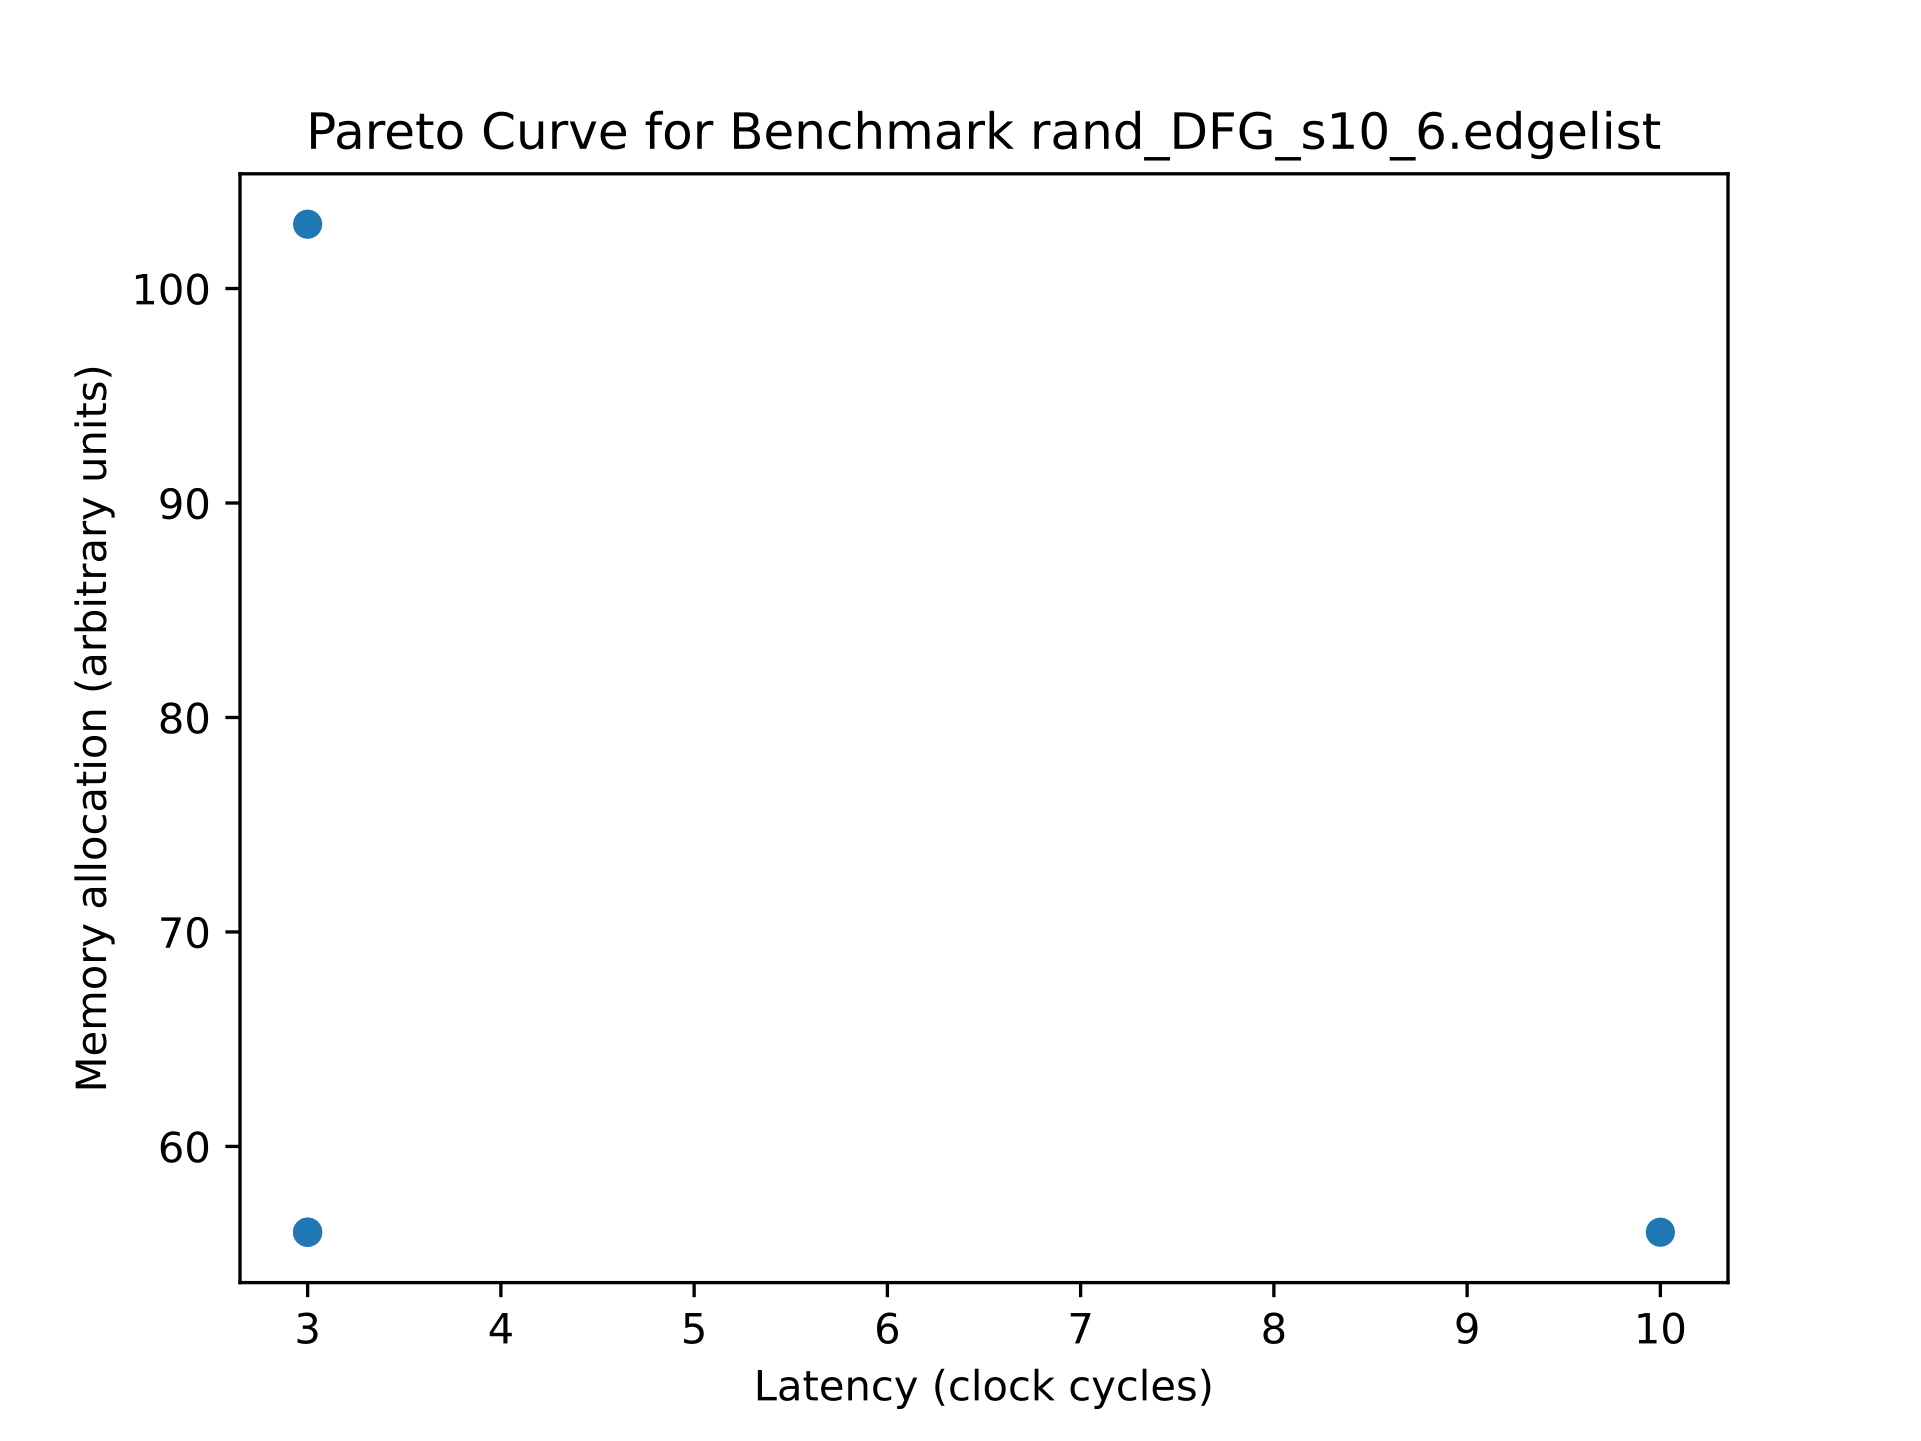 Pareto Curve for Benchmark rand_DFG_s10_6.edgelist
Memory allocation (arbitrary units)
100
90
80
70
60
3 4 5 6 7 8 9 10
Latency (clock cycles)